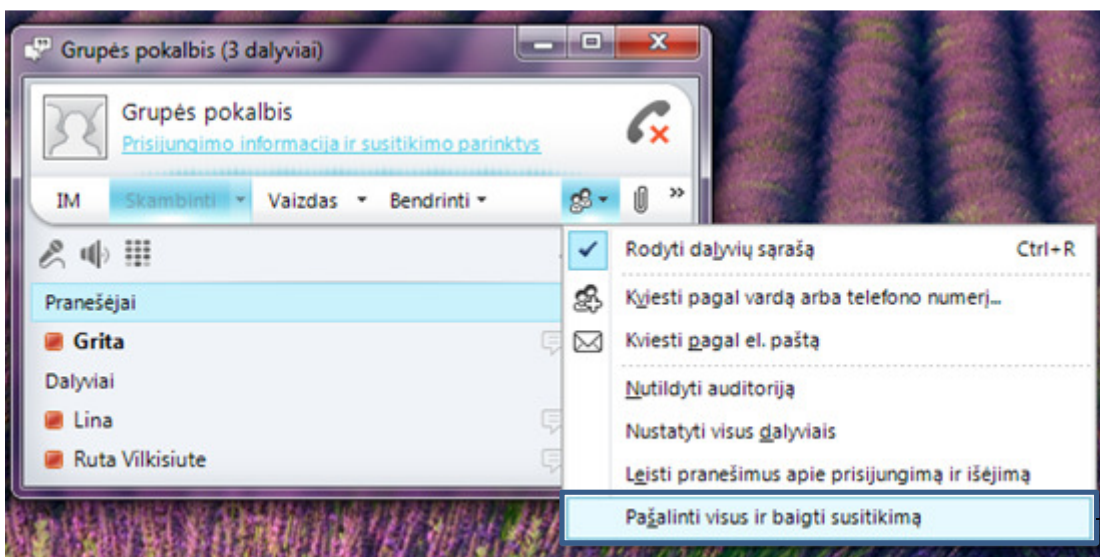 Grupės pokalbis (3 dalyviai)
Grupės pokalbis
Prisijungimo informacija ir susitikimo parinktys
IM Skambinti Vaizdas Bendrinti
Pranešėjai
Grita
Dalyviai
Lina
Ruta Vilkisiute
Rodyti dalyvių sąrašą Ctrl+R
Kviesti pagal vardą arba telefono numerį...
Kviesti pagal el. paštą
Nutildyti auditoriją
Nustatyti visus dalyviais
Leisti pranešimus apie prisijungimą ir išėjimą
Pašalinti visus ir baigti susitikimą